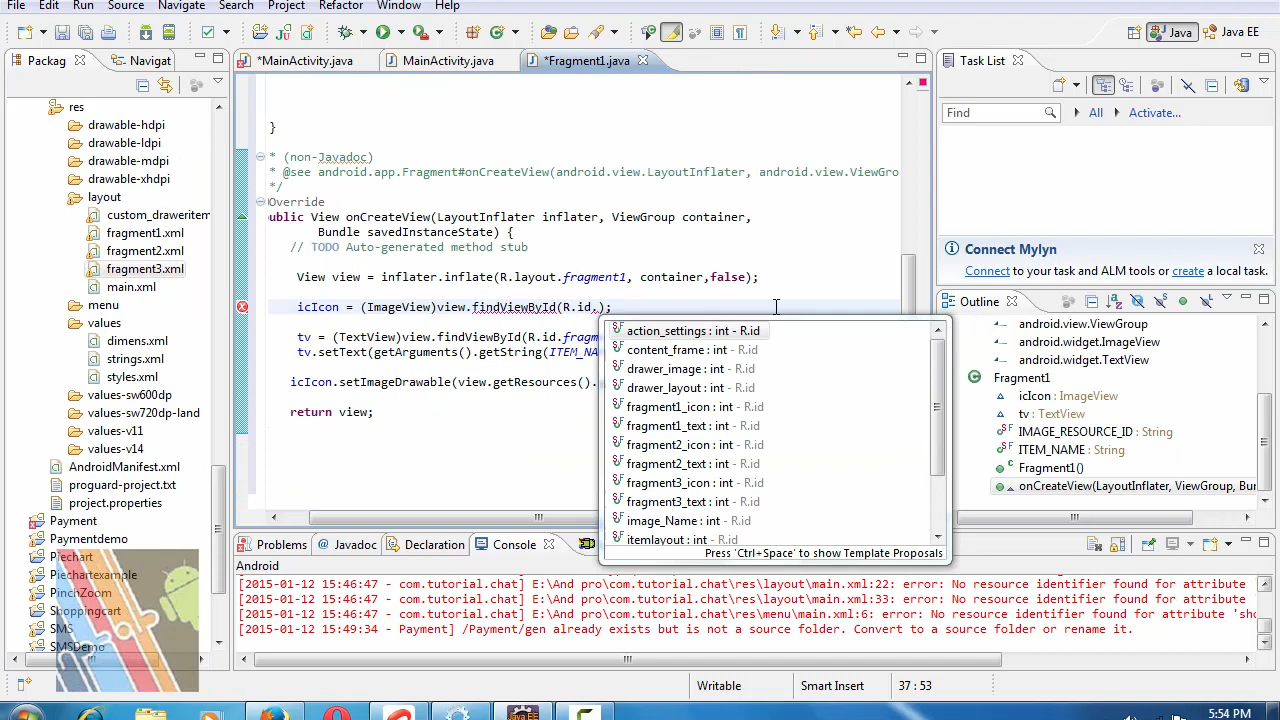 File Edit Run Source Navigate Search Project Refactor Window Help
Java
Java EE
Packag
Navigat
*MainActivity.java
MainActivity.java
*Fragment1.java
Task List
Find
All
Activate...
res
drawable-hdpi
drawable-ldpi
drawable-mdpi
drawable-xhdpi
layout
custom_draweritem
fragment1.xml
fragment2.xml
fragment3.xml
main.xml
menu
values
dimens.xml
strings.xml
styles.xml
values-sw600dp
values-sw720dp-land
values-v11
values-v14
AndroidManifest.xml
proguard-project.txt
project.properties
Payment
Paymentdemo
Piechart
Piechartexample
PinchZoom
Shoppingcart
SMS
SMSDemo
}
* (non-Javadoc)
* @see android.app.Fragment#onCreateView(android.view.LayoutInflater, android.view.ViewGro
*/
Override
ublic View onCreateView(LayoutInflater inflater, ViewGroup container,
Bundle savedInstanceState) {
// TODO Auto-generated method stub
View view = inflater.inflate(R.layout.fragment1, container,false);
icIcon = (ImageView)view.findViewById(R.id.);
tv = (TextView)view.findViewById(R.id.fragm
tv.setText(getArguments().getString(ITEM_NA
icIcon.setImageDrawable(view.getResources().
return view;
action_settings : int - R.id
content_frame : int - R.id
drawer_image : int - R.id
drawer_layout : int - R.id
fragment1_icon : int - R.id
fragment1_text : int - R.id
fragment2_icon : int - R.id
fragment2_text : int - R.id
fragment3_icon : int - R.id
fragment3_text : int - R.id
image_Name : int - R.id
itemlayout : int - R.id
Press 'Ctrl+Space' to show Template Proposals
Connect Mylyn
Connect to your task and ALM tools or create a local task.
Outline
android.view.ViewGroup
android.widget.ImageView
android.widget.TextView
Fragment1
icIcon : ImageView
tv : TextView
IMAGE_RESOURCE_ID : String
ITEM_NAME : String
Fragment1()
onCreateView(LayoutInflater, ViewGroup, Bur
Problems
Javadoc
Declaration
Console
Android
[2015-01-12 15:46:47 - com.tutorial.chat] E:\And pro\com.tutorial.chat\res\layout\main.xml:22: error: No resource identifier found for attribute
[2015-01-12 15:46:47 - com.tutorial.chat] E:\And pro\com.tutorial.chat\res\layout\main.xml:33: error: No resource identifier found for attribute
[2015-01-12 15:46:47 - com.tutorial.chat] E:\And pro\com.tutorial.chat\res\menu\main.xml:6: error: No resource identifier found for attribute 'sho
[2015-01-12 15:49:34 - Payment] /Payment/gen already exists but is not a source folder. Convert to a source folder or rename it.
Writable
Smart Insert
37 : 53
5:54 PM